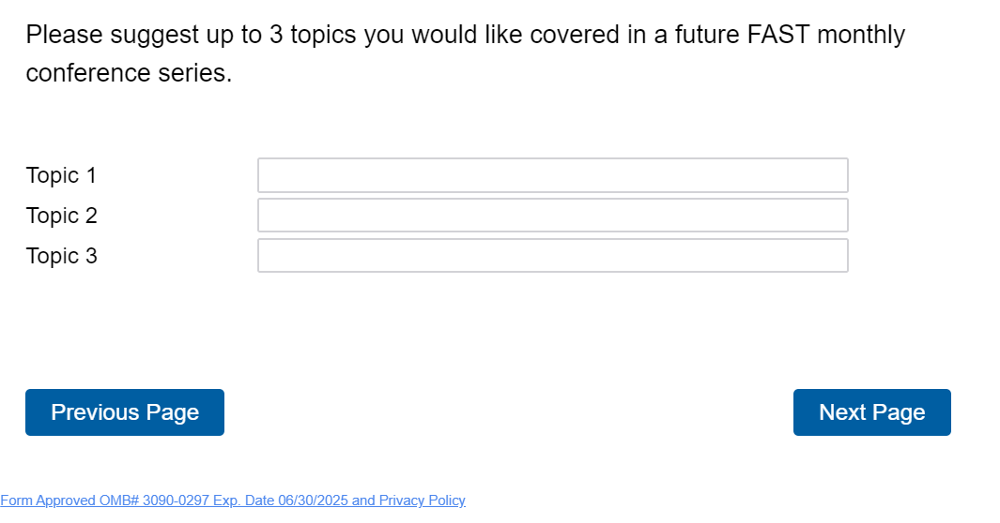 Please suggest up to 3 topics you would like covered in a future FAST monthly
conference series.
Topic 1
Topic 2
Topic 3
Previous Page
Next Page
Form Approved OMB# 3090-0297 Exp. Date 06/30/2025 and Privacy Policy